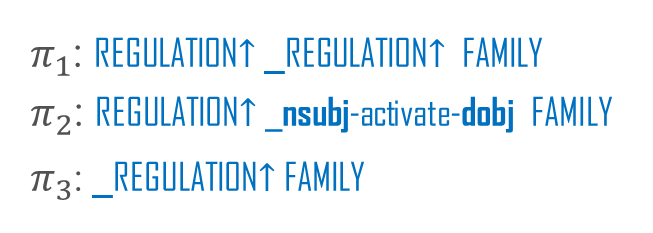 π₁: REGULATION↑ _REGULATION↑ FAMILY
π₂: REGULATION↑ _nsubj-activate-dobj FAMILY
π₃: _REGULATION↑ FAMILY